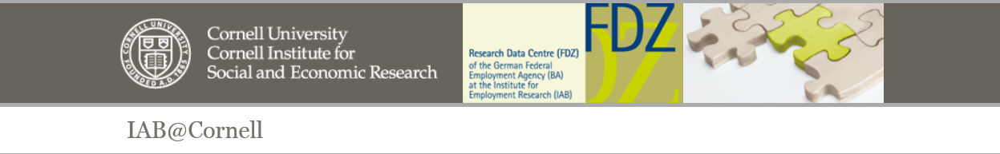 CORNELL UNIVERSITY
FOUNDED A.D. 1865
Cornell University
Cornell Institute for
Social and Economic Research
Research Data Centre (FDZ)
of the German Federal
Employment Agency (BA)
at the Institute for
Employment Research (IAB)
FDZ
DZ
IAB@Cornell